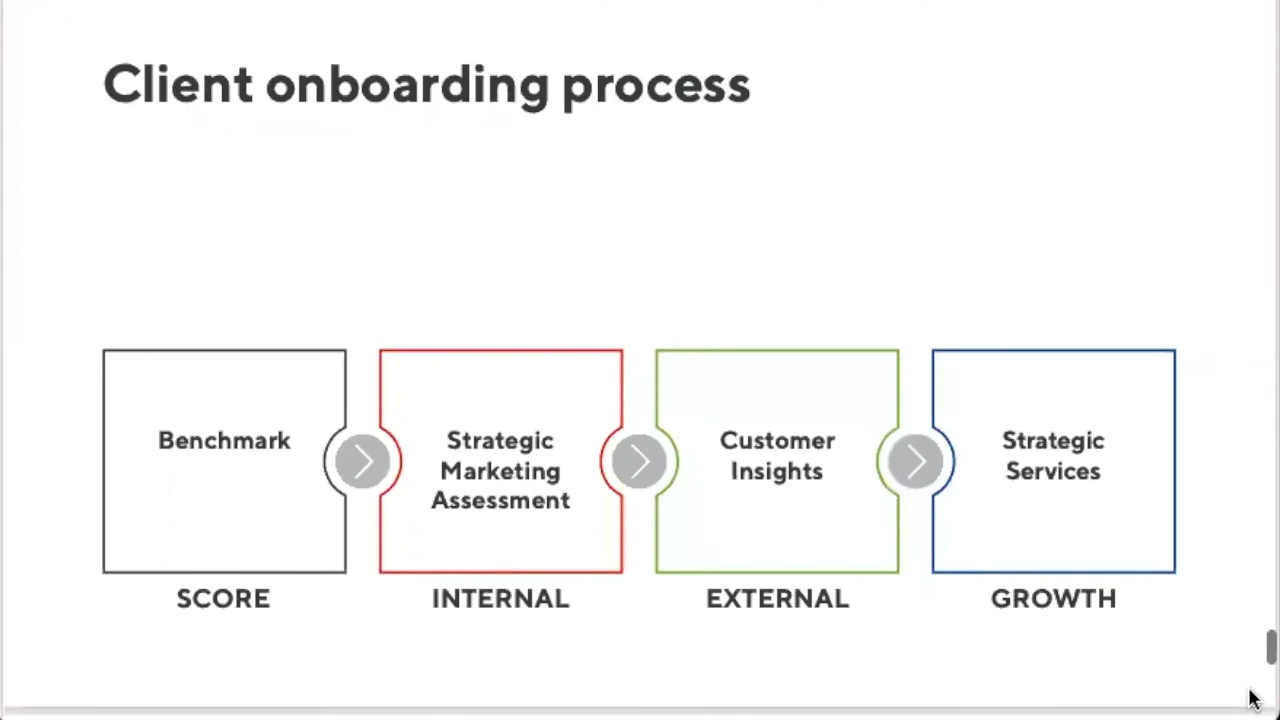 Client onboarding process
Benchmark
SCORE
Strategic
Marketing
Assessment
INTERNAL
Customer
Insights
EXTERNAL
Strategic
Services
GROWTH